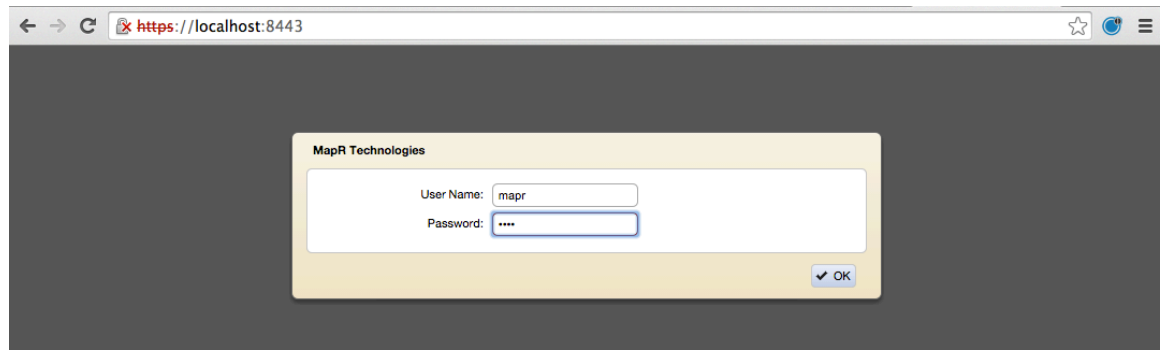 https://localhost:8443
MapR Technologies
User Name: mapr
Password: ••••
OK